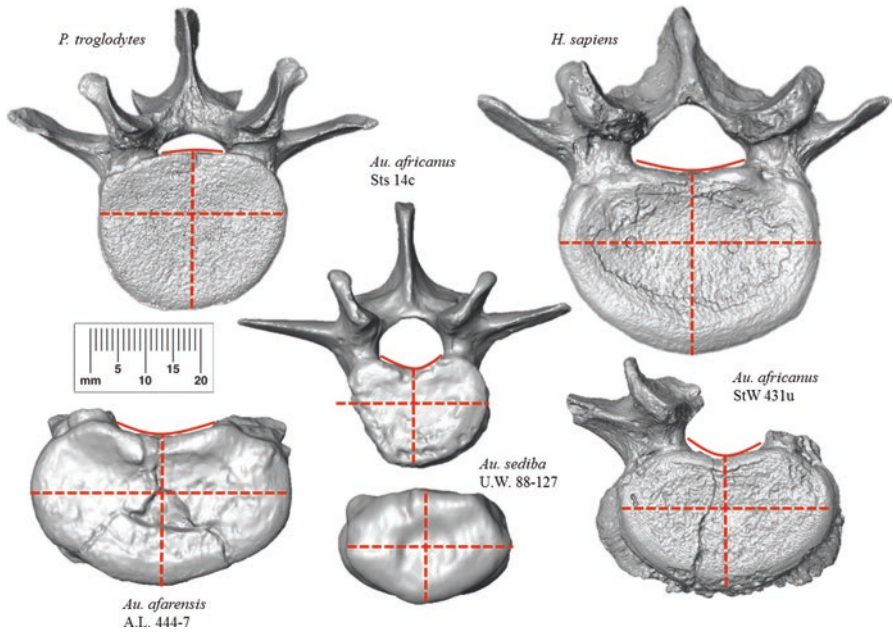 P. troglodytes
H. sapiens
Au. africanus
Sts 14c
mm 5 10 15 20
Au. africanus
StW 431u
Au. sediba
U.W. 88-127
Au. afarensis
A.L. 444-7